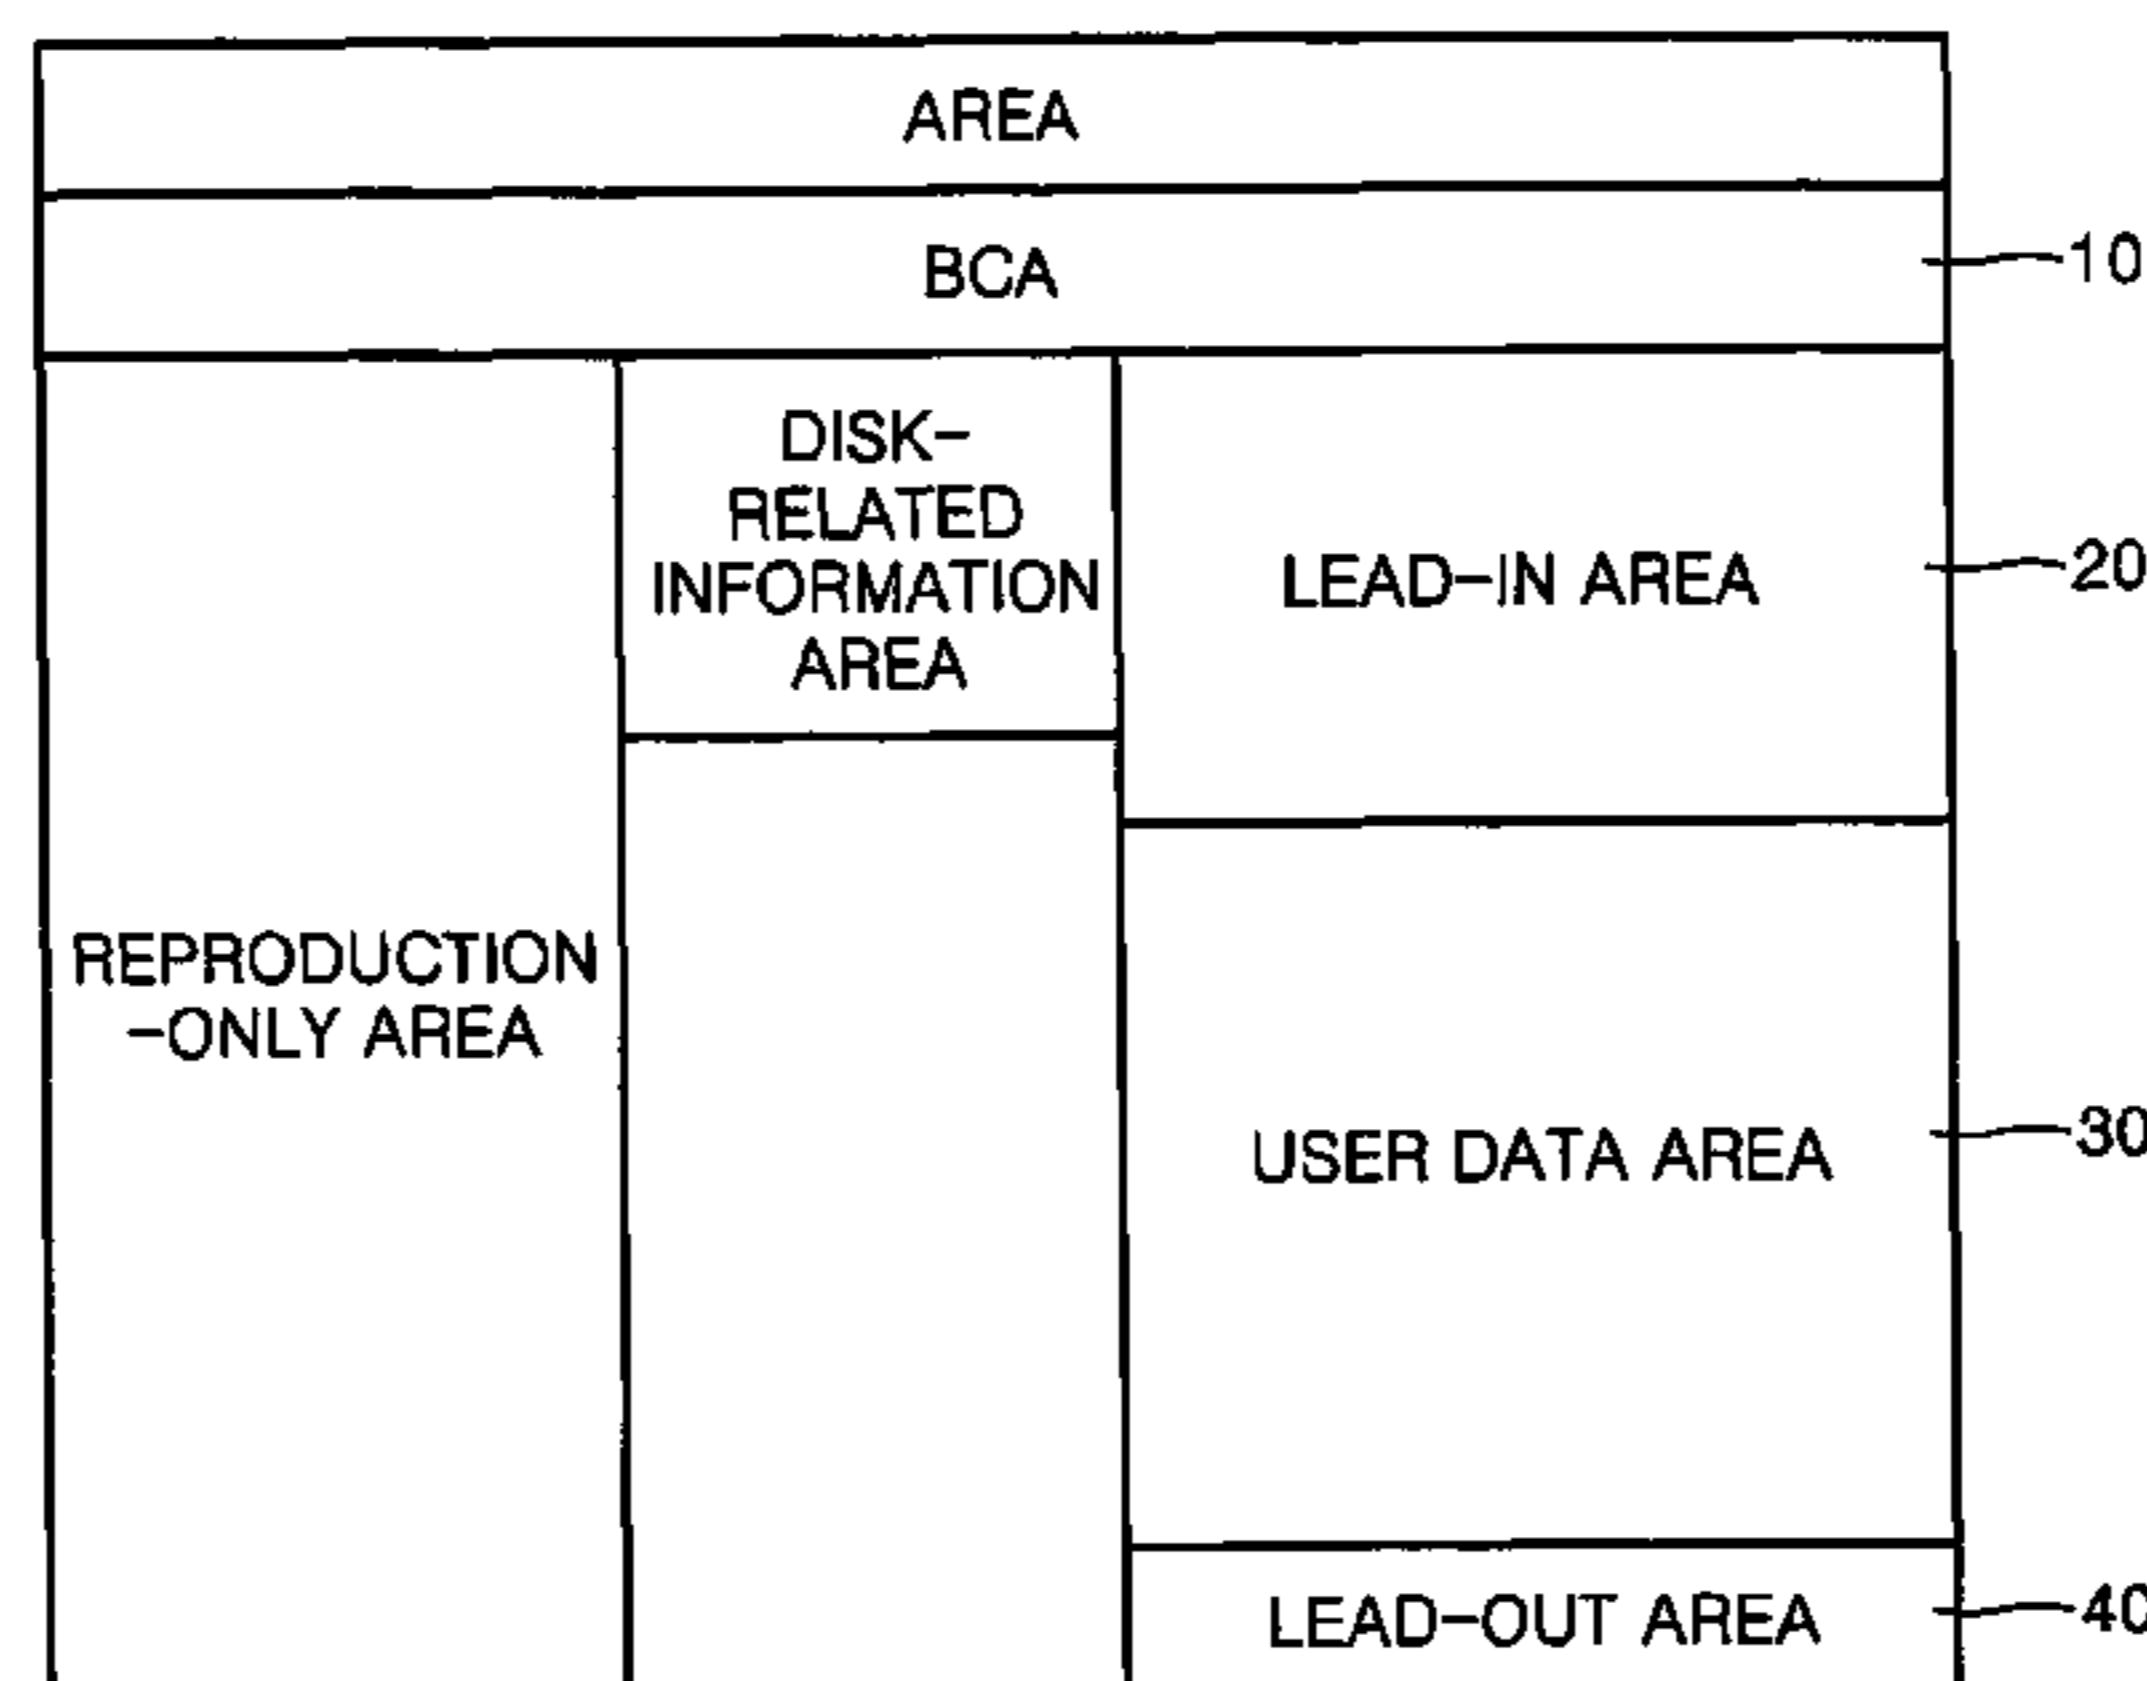 AREA
BCA
10
DISK-
RELATED
INFORMATION
AREA
LEAD-IN AREA
20
REPRODUCTION
-ONLY AREA
USER DATA AREA
30
LEAD-OUT AREA
40